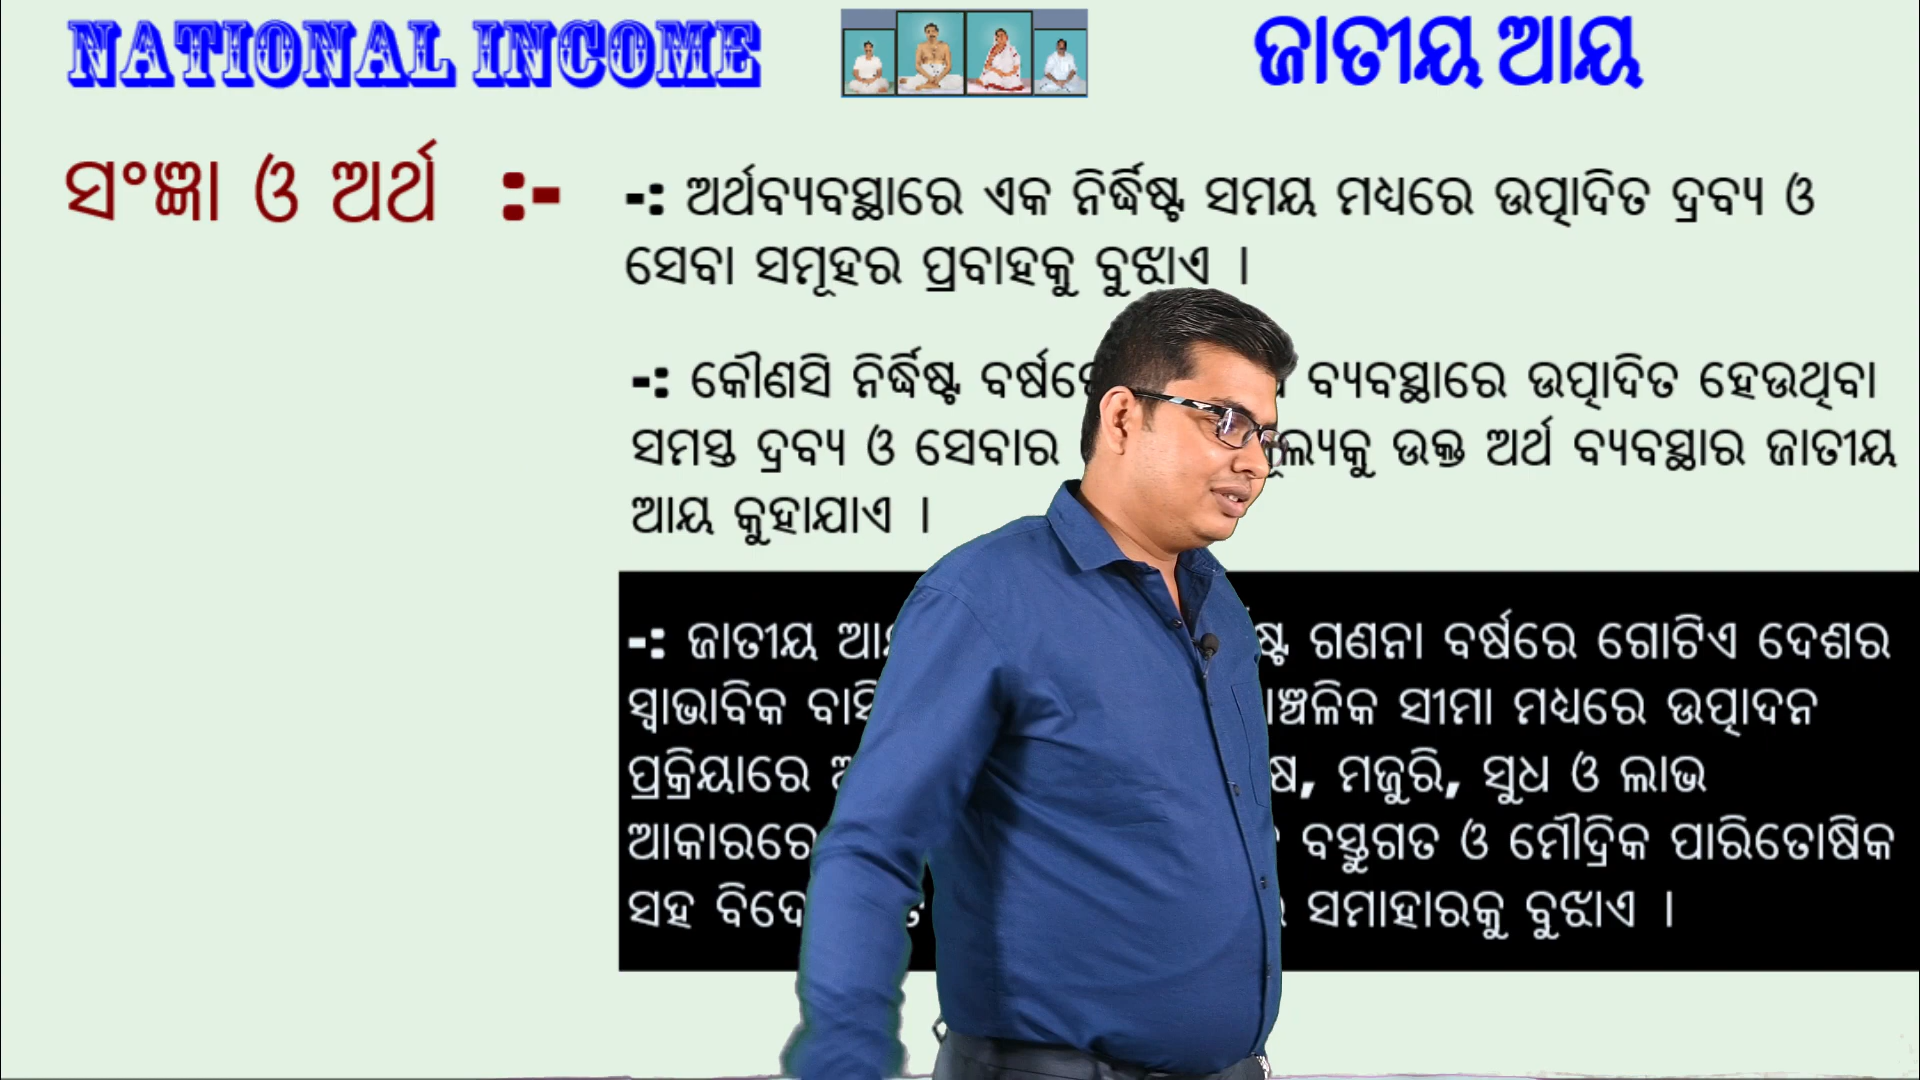 NATIONAL INCOME
ଜାତୀୟ ଆୟ
ସଂଜ୍ଞା ଓ ଅର୍ଥ :-
-: ଅର୍ଥବ୍ୟବସ୍ଥାରେ ଏକ ନିର୍ଦ୍ଧିଷ୍ଟ ସମୟ ମଧ୍ୟରେ ଉତ୍ପାଦିତ ଦ୍ରବ୍ୟ ଓ
ସେବା ସମୂହର ପ୍ରବାହକୁ ବୁଝାଏ ।
-: କୌଣସି ନିର୍ଦ୍ଧିଷ୍ଟ ବ୍ୟବସ୍ଥାରେ ଉତ୍ପାଦିତ ହେଉଥିବା
ସମସ୍ତ ଦ୍ରବ୍ୟ ଓ ସେବାର ଉକ୍ତ ଅର୍ଥ ବ୍ୟବସ୍ଥାର ଜାତୀୟ
ଆୟ କୁହାଯାଏ ।
-: ଜାତୀୟ ଗଣନା ବର୍ଷରେ ଗୋଟିଏ ଦେଶର
ସ୍ୱାଭାବିକ ସୀମା ମଧ୍ୟରେ ଉତ୍ପାଦନ
ପ୍ରକ୍ରିୟାରେ ମଜୁରି, ସୁଧ ଓ ଲାଭ
ଆକାରରେ ବସ୍ତୁଗତ ଓ ମୌଦ୍ରିକ ପାରିତୋଷିକ
ସହ ସମାହାରକୁ ବୁଝାଏ ।